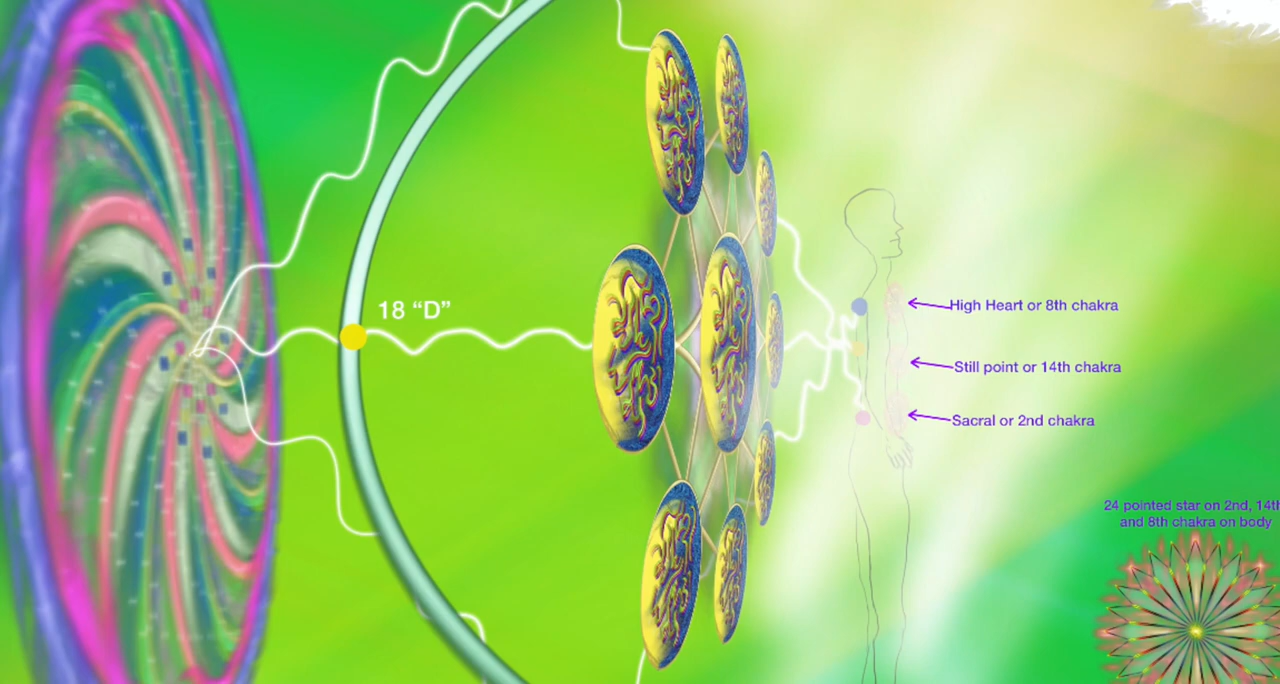 18 “D”
High Heart or 8th chakra
Still point or 14th chakra
Sacral or 2nd chakra
24 pointed star on 2nd, 14th
and 8th chakra on body